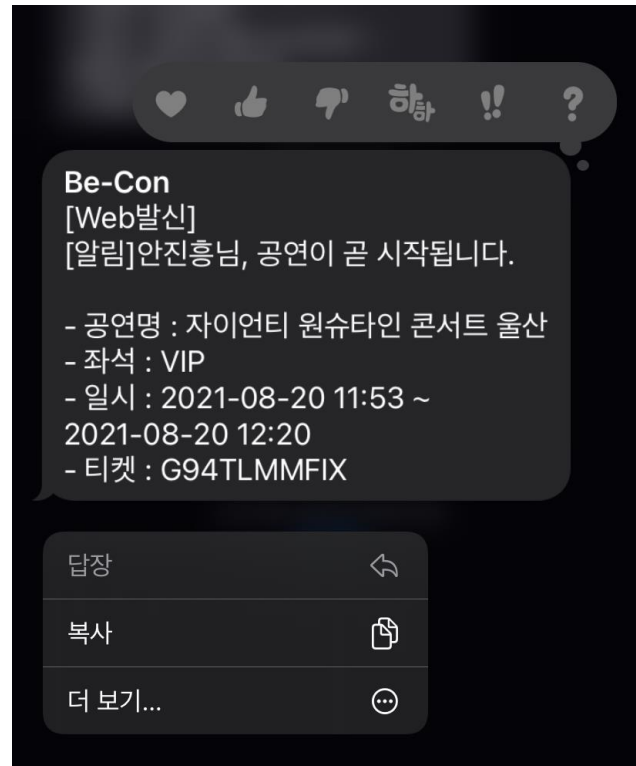 하하
Be-Con
[Web발신]
[알림]안진흥님, 공연이 곧 시작됩니다.
- 공연명 : 자이언티 원슈타인 콘서트 울산
- 좌석 : VIP
- 일시 : 2021-08-20 11:53 ~
2021-08-20 12:20
- 티켓 : G94TLMMFIX
답장
복사
더 보기...